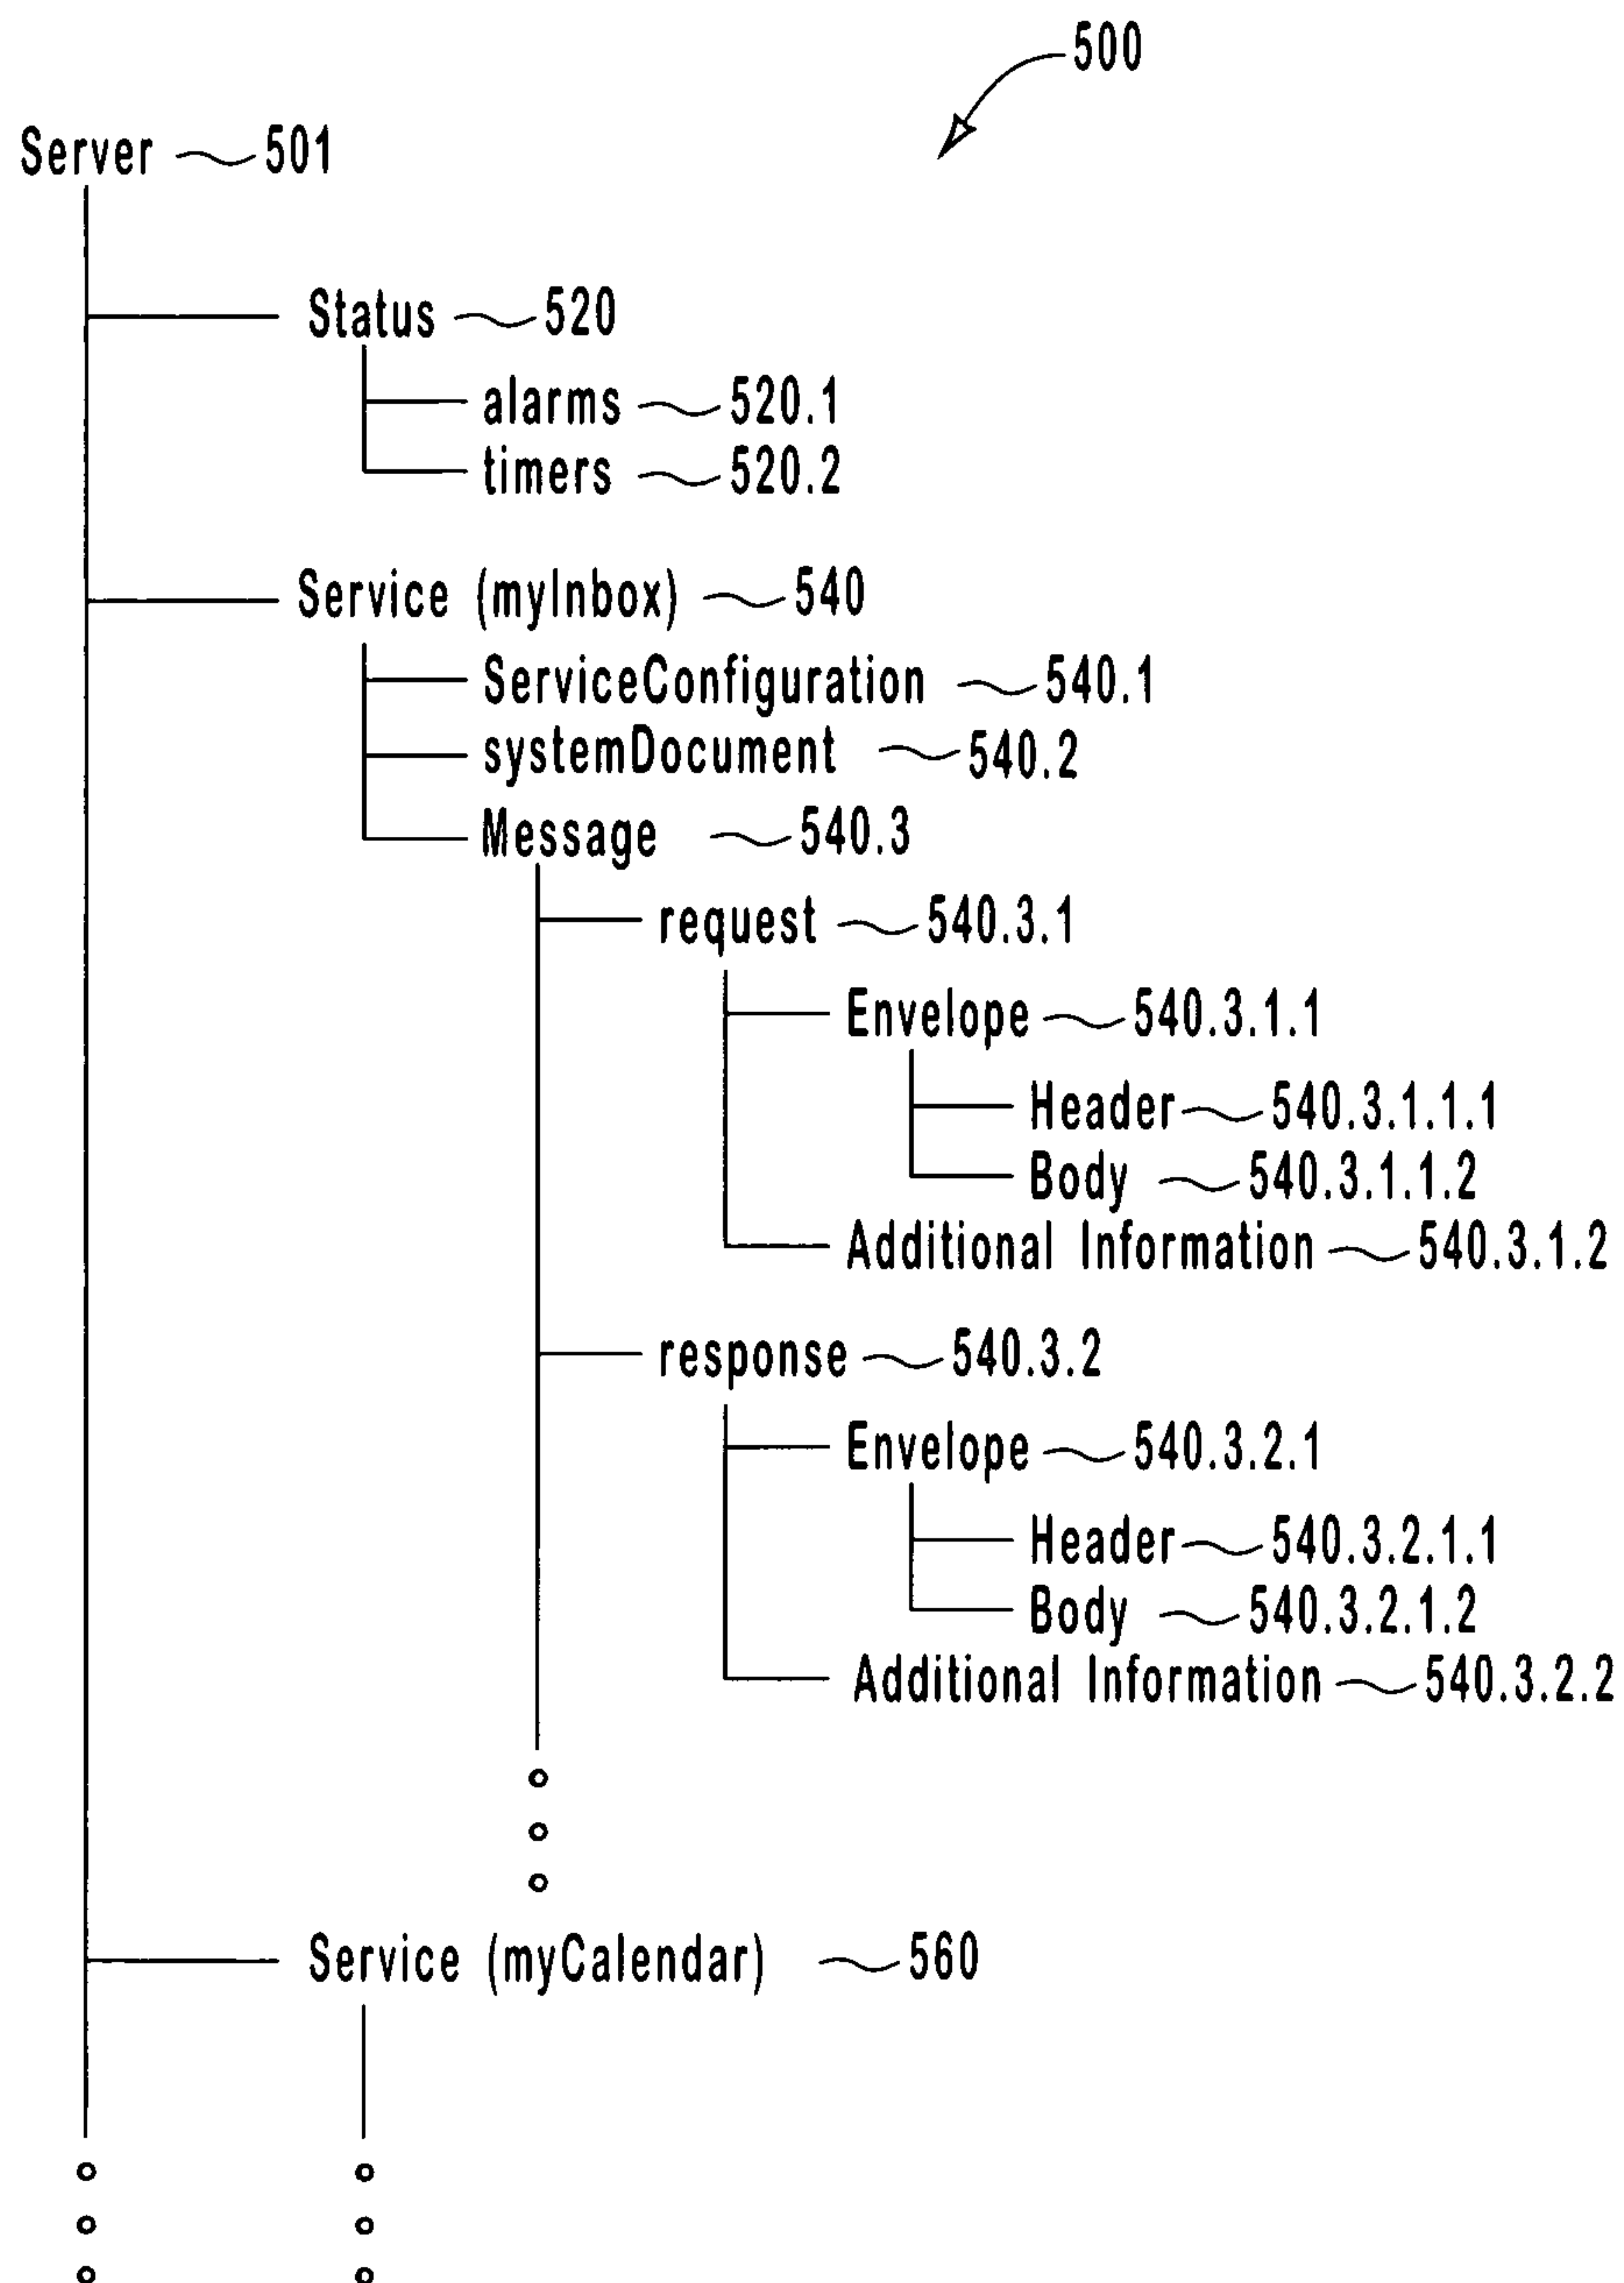 500
Server 501
Status 520
alarms 520.1
timers 520.2
Service (myInbox) 540
ServiceConfiguration 540.1
systemDocument 540.2
Message 540.3
request 540.3.1
Envelope 540.3.1.1
Header 540.3.1.1.1
Body 540.3.1.1.2
Additional Information 540.3.1.2
response 540.3.2
Envelope 540.3.2.1
Header 540.3.2.1.1
Body 540.3.2.1.2
Additional Information 540.3.2.2
Service (myCalendar) 560